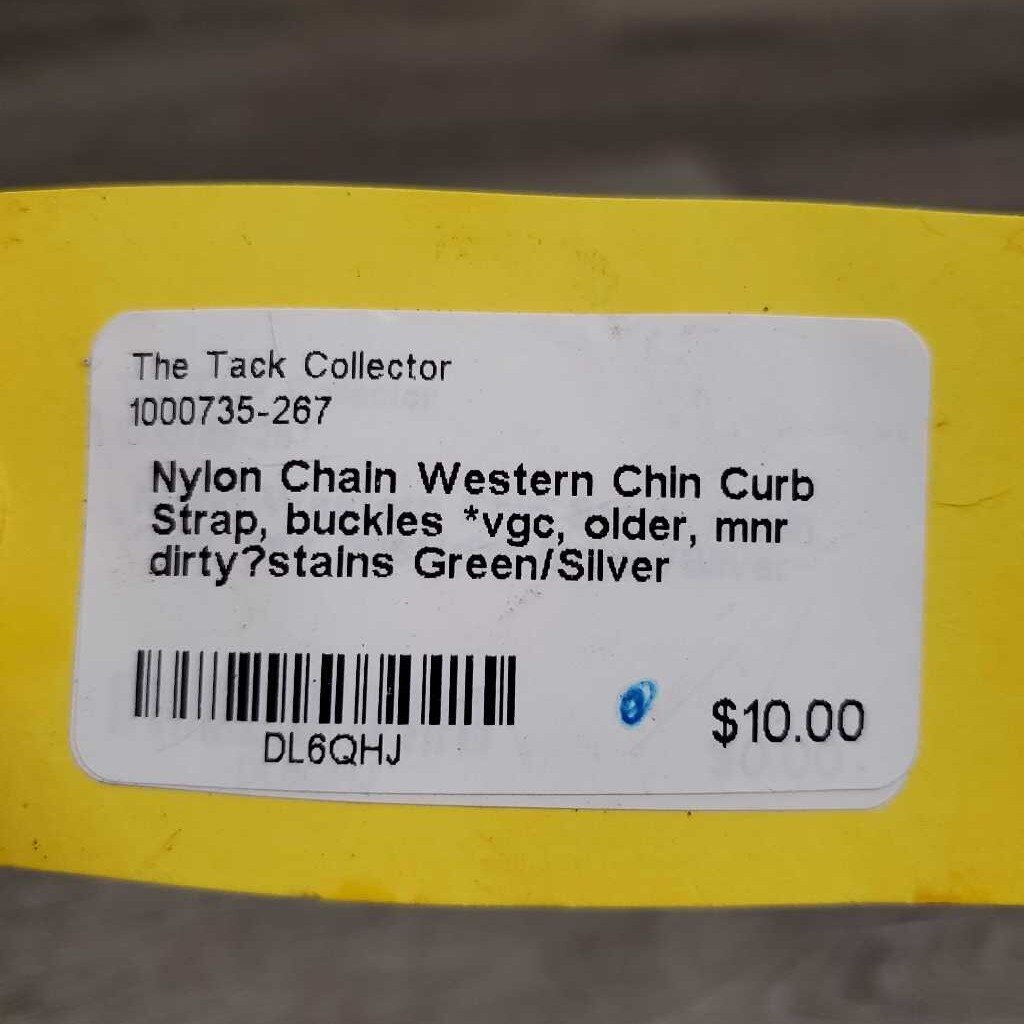 The Tack Collector
1000735-267
Nylon Chain Western Chin Curb
Strap, buckles *vgc, older, mnr
dirty?stains Green/Silver
DL6QHJ
$10.00